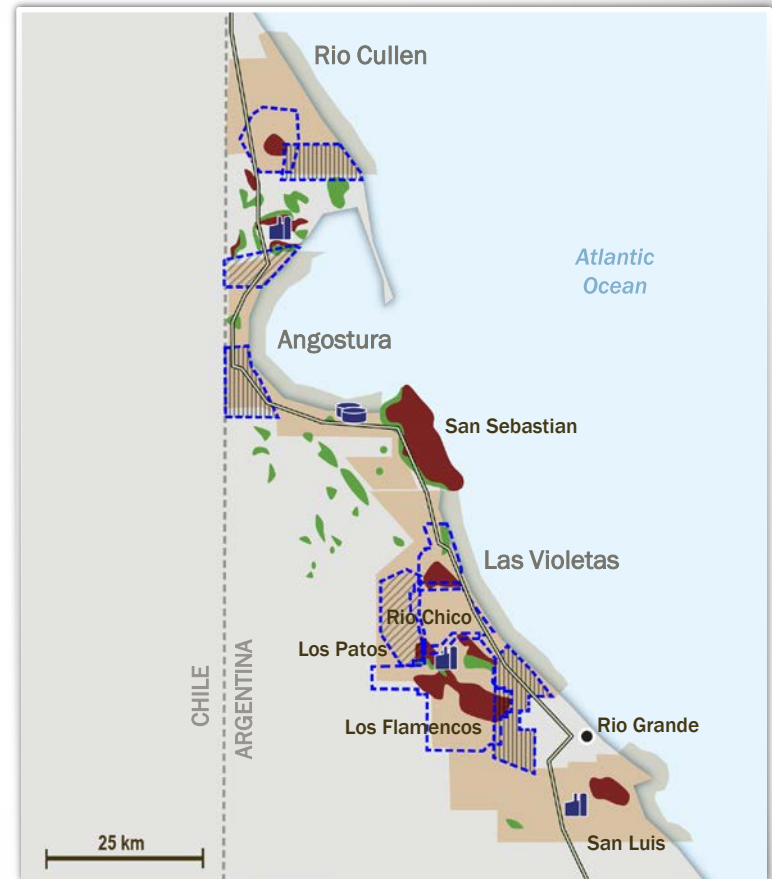 Rio Cullen
Atlantic
Ocean
Angostura
San Sebastian
Las Violetas
Rio Chico
Los Patos
CHILE
ARGENTINA
Los Flamencos
Rio Grande
25 km
San Luis